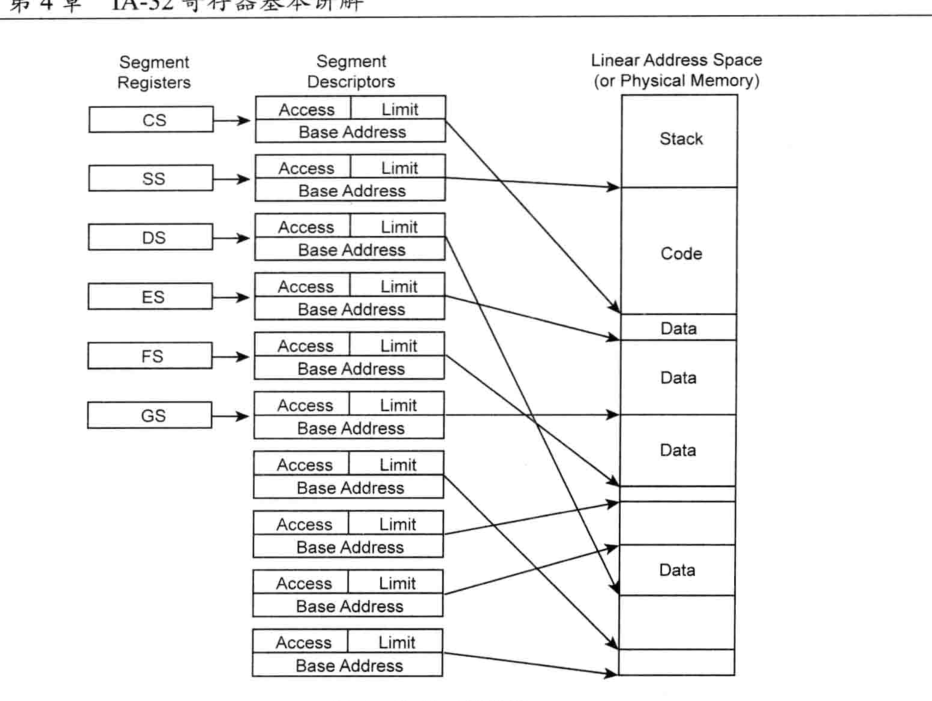 第 4 章 IA-32 寄存器基本讲解
Segment Registers
Segment Descriptors
Linear Address Space
(or Physical Memory)
CS
SS
DS
ES
FS
GS
Access Limit
Base Address
Access Limit
Base Address
Access Limit
Base Address
Access Limit
Base Address
Access Limit
Base Address
Access Limit
Base Address
Access Limit
Base Address
Access Limit
Base Address
Access Limit
Base Address
Access Limit
Base Address
Stack
Code
Data
Data
Data
Data